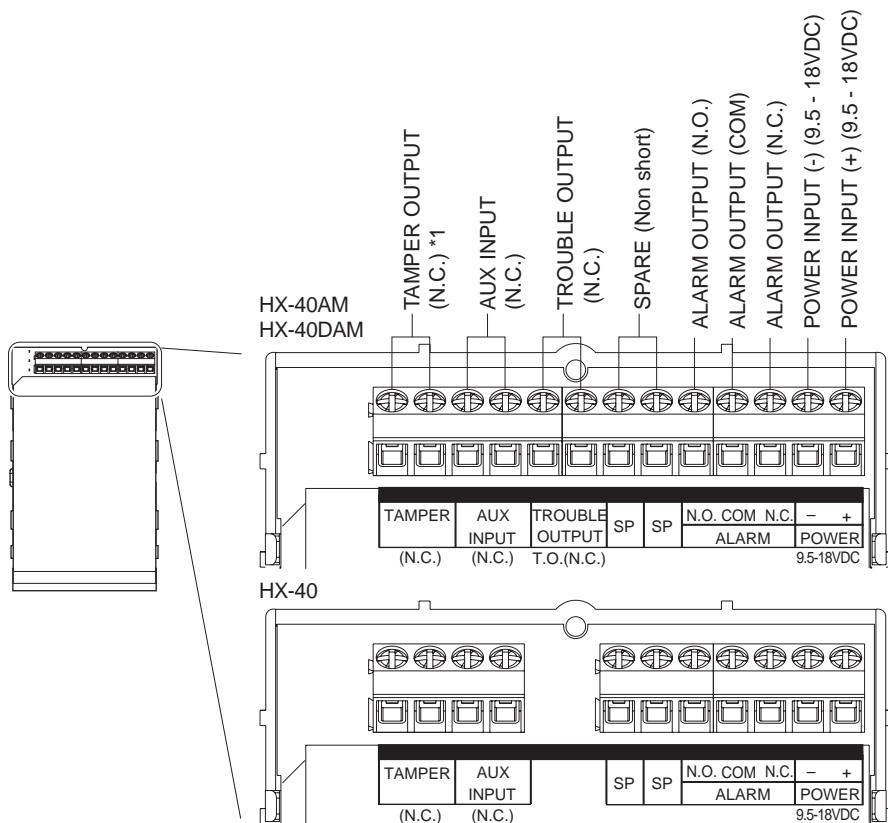 TAMPER OUTPUT
(N.C.) *1
AUX INPUT
(N.C.)
TROUBLE OUTPUT
(N.C.)
SPARE (Non short)
ALARM OUTPUT (N.O.)
ALARM OUTPUT (COM)
ALARM OUTPUT (N.C.)
POWER INPUT (-) (9.5 - 18VDC)
POWER INPUT (+) (9.5 - 18VDC)
HX-40AM
HX-40DAM
TAMPER
(N.C.)
AUX
INPUT
(N.C.)
TROUBLE
OUTPUT
T.O.(N.C.)
SP
SP
N.O. COM N.C.
ALARM
– +
POWER
9.5-18VDC
HX-40
TAMPER
(N.C.)
AUX
INPUT
(N.C.)
SP
SP
N.O. COM N.C.
ALARM
– +
POWER
9.5-18VDC